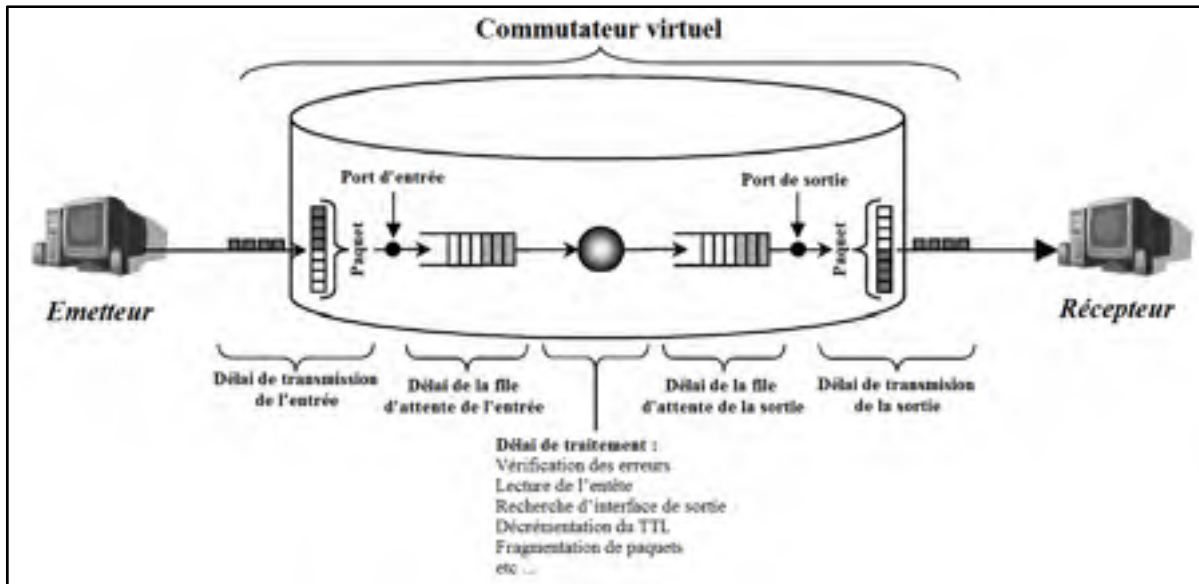 Commutateur virtuel
Port d'entrée
Port de sortie
Paquet
Paquet
Emetteur
Récepteur
Délai de transmission
de l'entrée
Délai de la file
d'attente de l'entrée
Délai de la file
d'attente de la sortie
Délai de transmision
de la sortie
Délai de traitement :
Vérification des erreurs
Lecture de l'entête
Recherche d'interface de sortie
Décrémentation du TTL
Fragmentation de paquets
etc ...